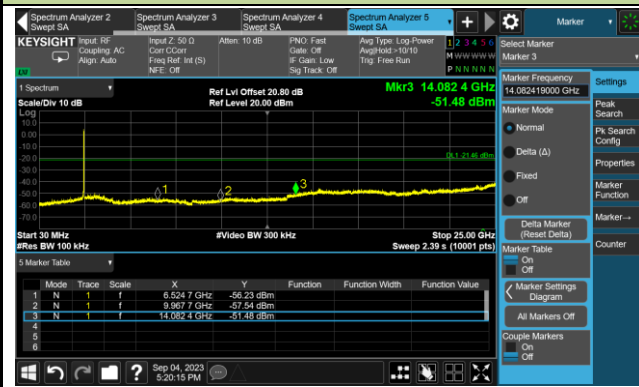 Spectrum Analyzer 2
Swept SA
Spectrum Analyzer 3
Swept SA
Spectrum Analyzer 4
Swept SA
Spectrum Analyzer 5
Swept SA
Marker
KEYSIGHT
Input: RF
Coupling: AC
Align: Auto
Input Z: 50 Ω
Corr CCorr
Freq Ref: Int (S)
NFE: Off
Atten: 10 dB
PNO: Fast
Gate: Off
IF Gain: Low
Sig Track: Off
Avg Type: Log-Power
Avg|Hold:>10/10
Trig: Free Run
1 2 3 4 5 6
M W W W W W
P N N N N N
LXI
Select Marker
Marker 3
1 Spectrum
Scale/Div 10 dB
Ref Lvl Offset 20.80 dB
Ref Level 20.00 dBm
Mkr3 14.082 4 GHz
-51.48 dBm
Log
10.0
0.00
-10.0
-20.0
-30.0
-40.0
-50.0
-60.0
-70.0
DL1 -21.46 dBm
1
2
3
Start 30 MHz
#Res BW 100 kHz
#Video BW 300 kHz
Stop 25.00 GHz
Sweep 2.39 s (10001 pts)
5 Marker Table
Mode Trace Scale X Y Function Function Width Function Value
1 N 1 f 6.524 7 GHz -56.23 dBm
2 N 1 f 9.967 7 GHz -57.54 dBm
3 N 1 f 14.082 4 GHz -51.48 dBm
4
5
6
Marker Frequency
14.082419000 GHz
Marker Mode
Normal
Delta (Δ)
Fixed
Off
Delta Marker
(Reset Delta)
Marker Table
On
Off
Marker Settings
Diagram
All Markers Off
Couple Markers
On
Off
Settings
Peak
Search
Pk Search
Config
Properties
Marker
Function
Marker→
Counter
?
Sep 04, 2023
5:20:15 PM